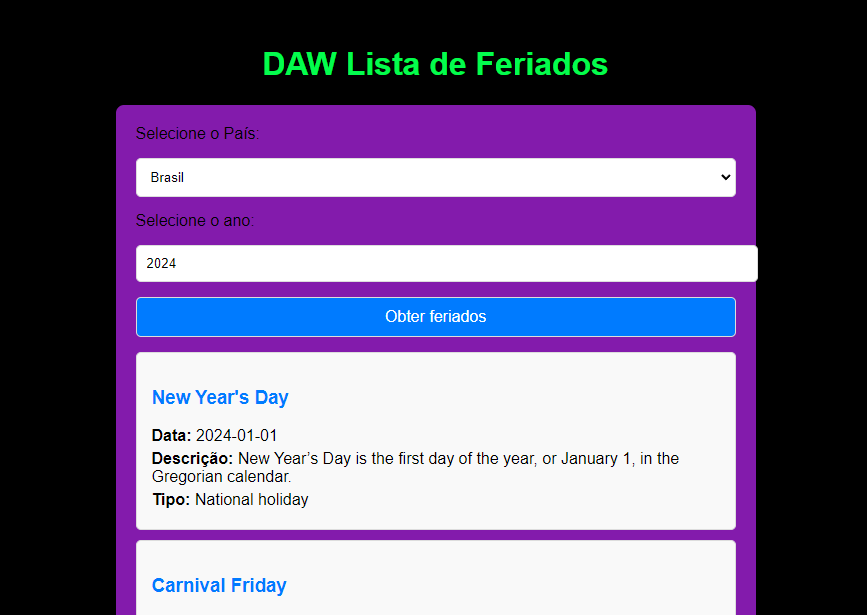 DAW Lista de Feriados
Selecione o País:
Brasil
Selecione o ano:
2024
Obter feriados
New Year's Day
Data: 2024-01-01
Descrição: New Year’s Day is the first day of the year, or January 1, in the
Gregorian calendar.
Tipo: National holiday
Carnival Friday